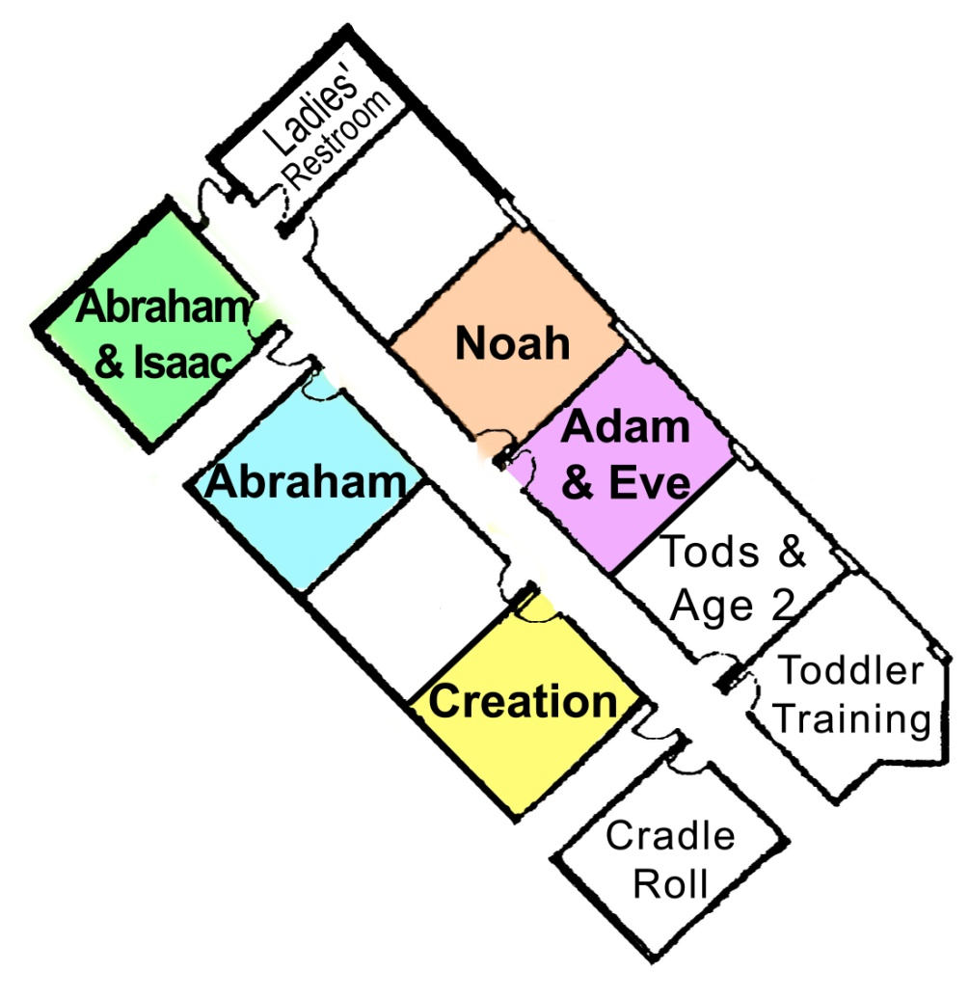 Ladies'
Restroom
Abraham
& Isaac
Noah
Adam
& Eve
Abraham
Tods &
Age 2
Toddler
Training
Creation
Cradle
Roll